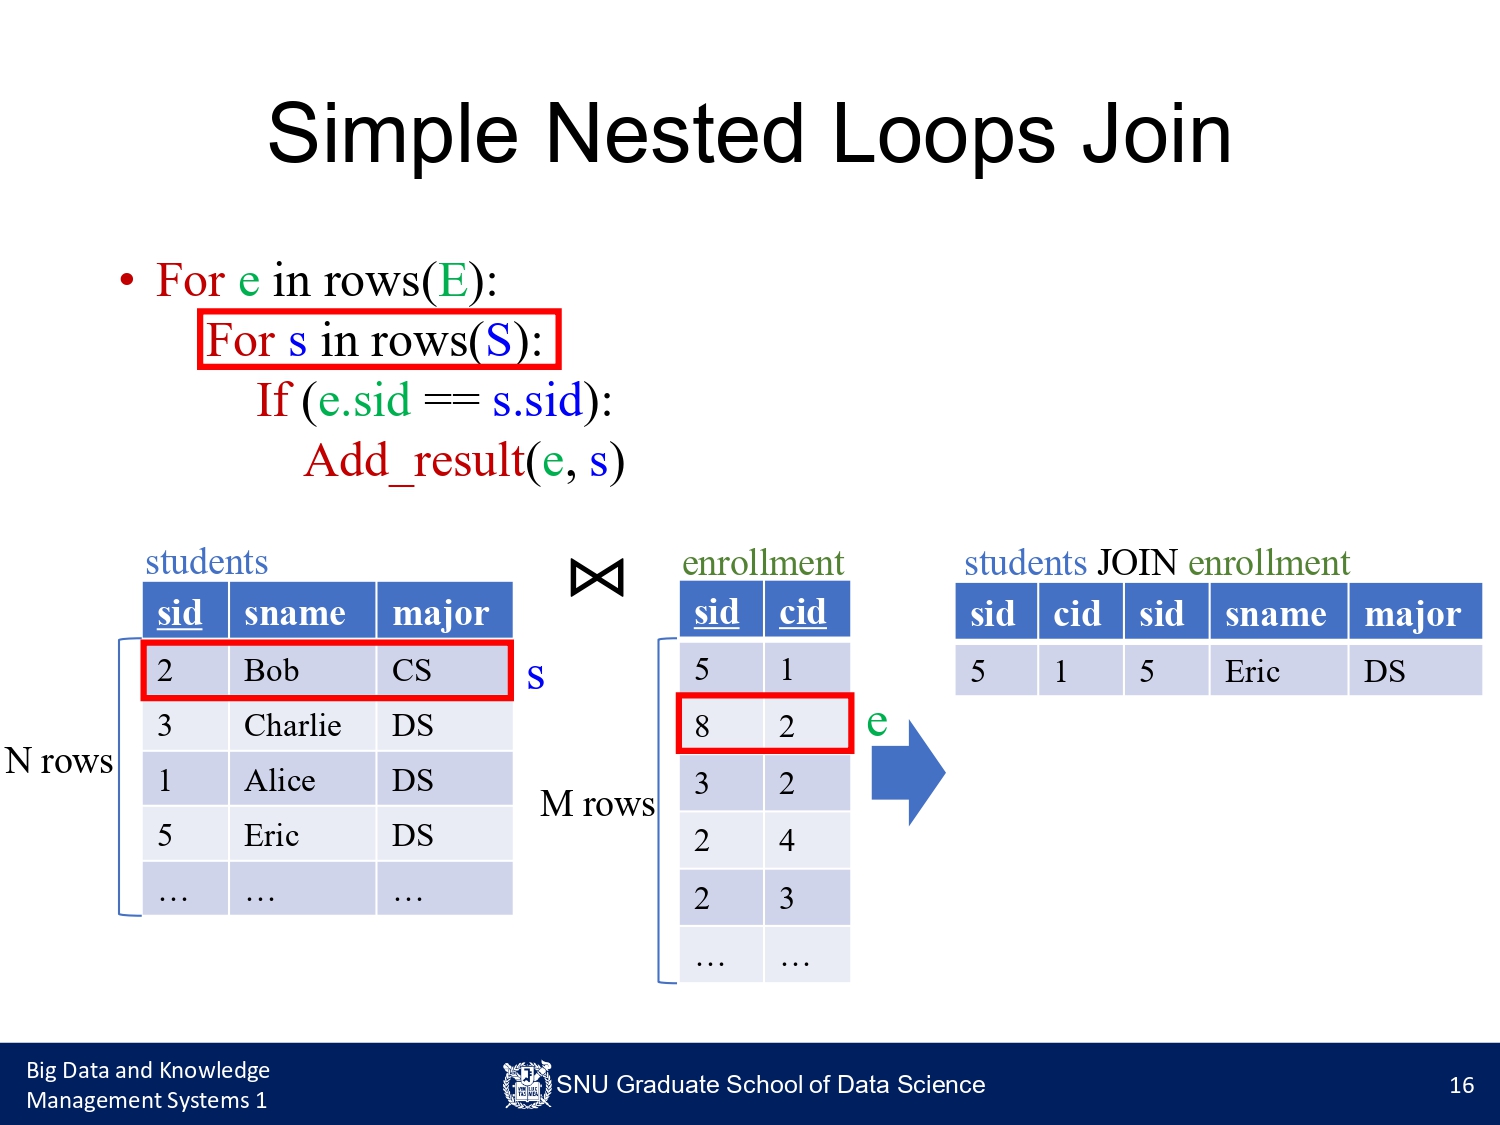 Simple Nested Loops Join
• For e in rows(E):
For s in rows(S):
If (e.sid == s.sid):
Add_result(e, s)
students
sid sname major
2 Bob CS
3 Charlie DS
1 Alice DS
5 Eric DS
… … …
N rows
s
⋈
enrollment
sid cid
5 1
8 2
3 2
2 4
2 3
… …
M rows
e
students JOIN enrollment
sid cid sid sname major
5 1 5 Eric DS
Big Data and Knowledge
Management Systems 1
SNU Graduate School of Data Science
16